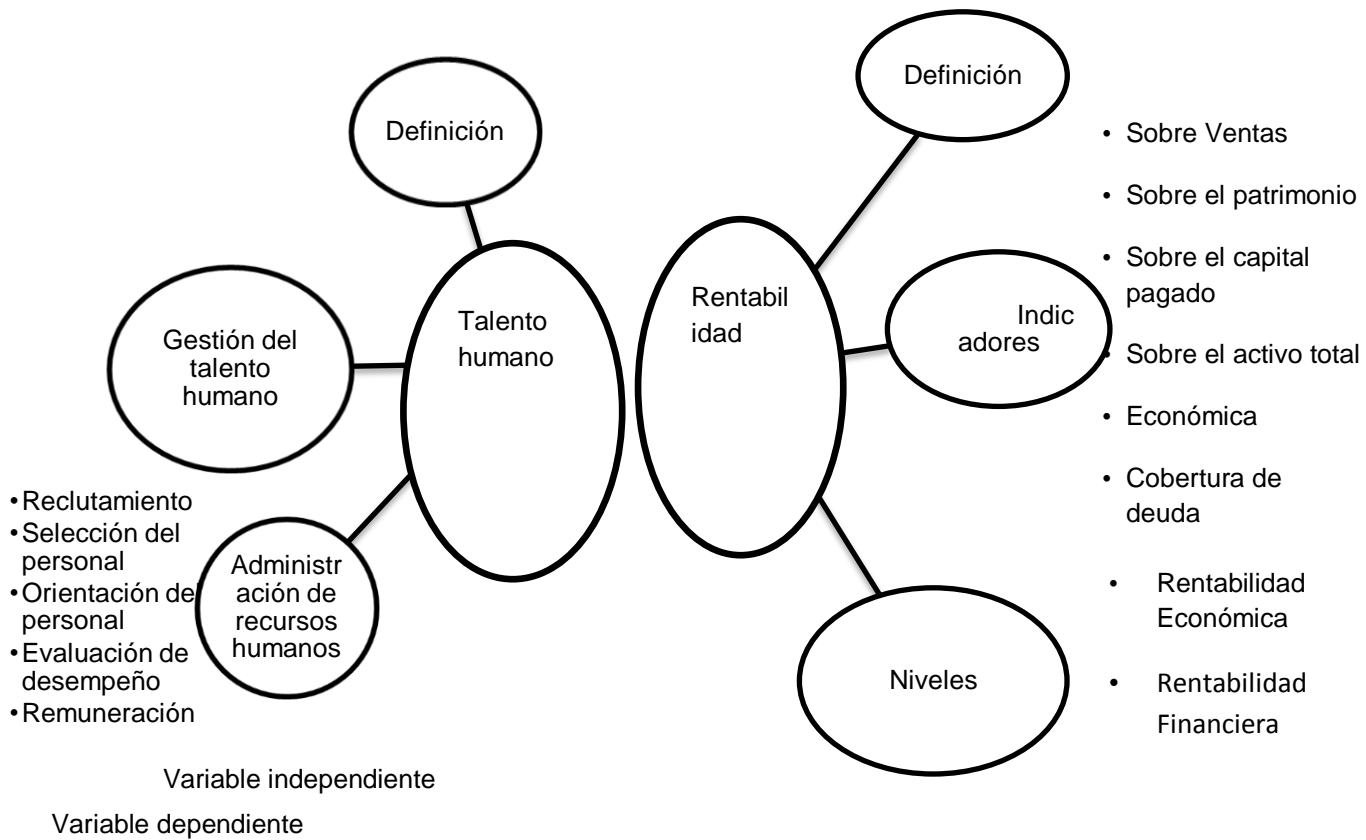 Definición
Gestión del
talento
humano
Talento
humano
Administr
ación de
recursos
humanos
•Reclutamiento
•Selección del
personal
•Orientación de
personal
•Evaluación de
desempeño
•Remuneración
Definición
Rentabil
idad
Indic
adores
• Sobre Ventas
• Sobre el patrimonio
• Sobre el capital
pagado
• Sobre el activo total
• Económica
• Cobertura de
deuda
Niveles
• Rentabilidad
Económica
• Rentabilidad
Financiera
Variable independiente
Variable dependiente